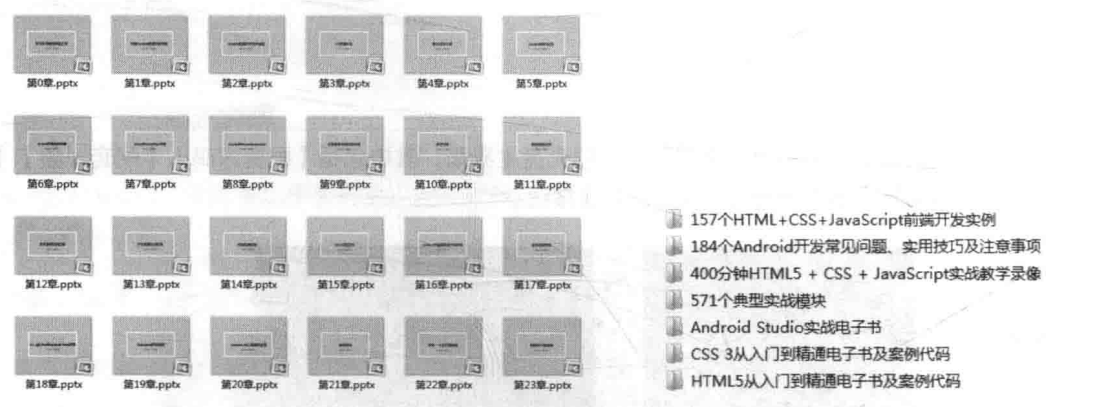 第0章.pptx 第1章.pptx 第2章.pptx 第3章.pptx 第4章.pptx 第5章.pptx
第6章.pptx 第7章.pptx 第8章.pptx 第9章.pptx 第10章.pptx 第11章.pptx
第12章.pptx 第13章.pptx 第14章.pptx 第15章.pptx 第16章.pptx 第17章.pptx
第18章.pptx 第19章.pptx 第20章.pptx 第21章.pptx 第22章.pptx 第23章.pptx
157个HTML+CSS+JavaScript前端开发实例
184个Android开发常见问题、实用技巧及注意事项
400分钟HTML5 + CSS + JavaScript实战教学录像
571个典型实战模块
Android Studio实战电子书
CSS 3从入门到精通电子书及案例代码
HTML5从入门到精通电子书及案例代码